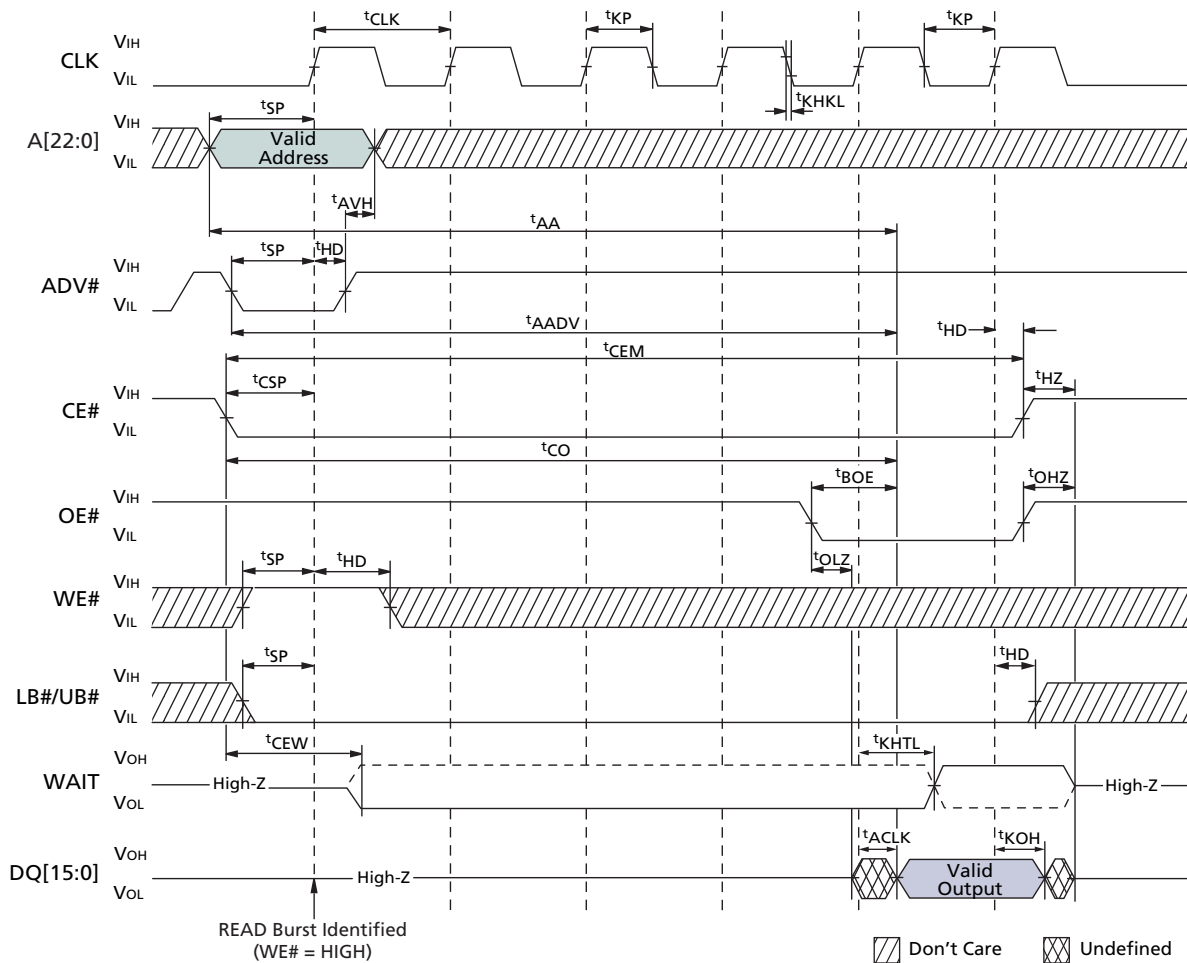 tCLK
tKP
tKP
VIH
CLK
VIL
tKHKL
tSP
VIH
A[22:0]
Valid
Address
VIL
tAVH
tAA
tSP
tHD
VIH
ADV#
VIL
tAADV
tHD
tCEM
tCSP
tHZ
VIH
CE#
VIL
tCO
tBOE
tOHZ
VIH
OE#
VIL
tSP
tHD
tOLZ
VIH
WE#
VIL
tSP
tHD
VIH
LB#/UB#
VIL
tCEW
tKHTL
VOH
WAIT
High-Z
High-Z
VOL
tACLK
tKOH
VOH
DQ[15:0]
High-Z
Valid
Output
VOL
READ Burst Identified
(WE# = HIGH)
Don't Care
Undefined